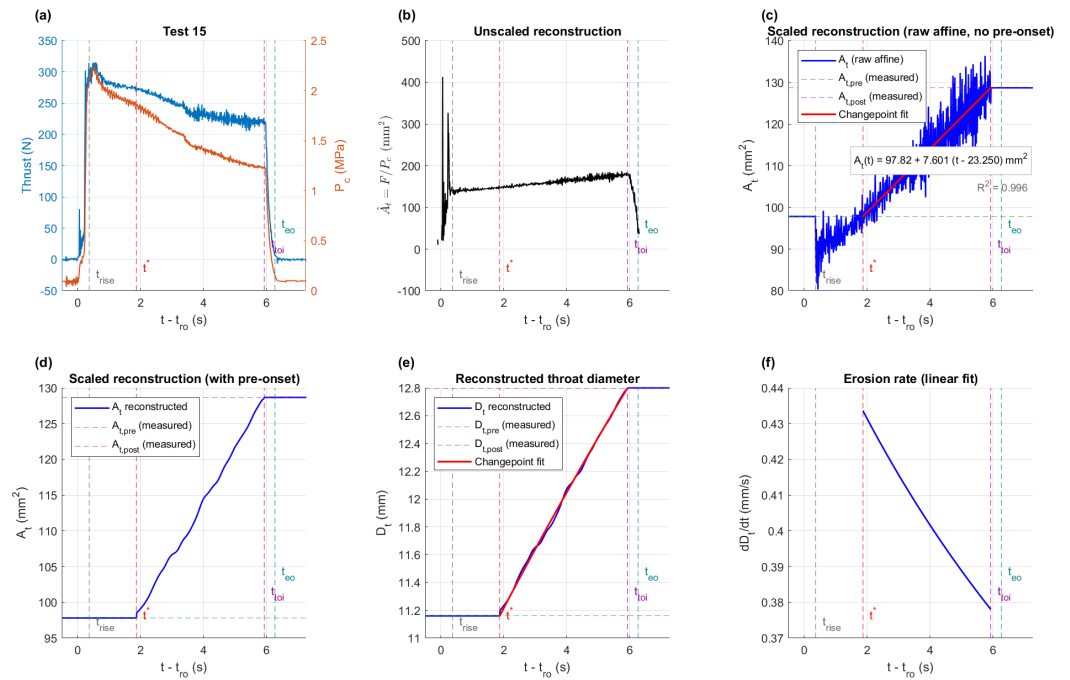 (a)
Test 15
Thrust (N)
350
300
250
200
150
100
50
0
-50
P_c (MPa)
2.5
2
1.5
1
0.5
0
t_rise
t^*
t_loi
t_eo
0 2 4 6
t - t_ro (s)
(b)
Unscaled reconstruction
Â_t = F/P_c (mm²)
500
400
300
200
100
0
-100
t_rise
t^*
t_loi
t_eo
0 2 4 6
t - t_ro (s)
(c)
Scaled reconstruction (raw affine, no pre-onset)
A_t (mm²)
140
130
120
110
100
90
80
A_t (raw affine)
A_t,pre (measured)
A_t,post (measured)
Changepoint fit
A_t(t) = 97.82 + 7.601 (t - 23.250) mm²
R² = 0.996
t_rise
t^*
t_loi
t_eo
0 2 4 6
t - t_ro (s)
(d)
Scaled reconstruction (with pre-onset)
A_t (mm²)
130
125
120
115
110
105
100
95
A_t reconstructed
A_t,pre (measured)
A_t,post (measured)
t_rise
t^*
t_loi
t_eo
0 2 4 6
t - t_ro (s)
(e)
Reconstructed throat diameter
D_t (mm)
12.8
12.6
12.4
12.2
12
11.8
11.6
11.4
11.2
11
D_t reconstructed
D_t,pre (measured)
D_t,post (measured)
Changepoint fit
t_rise
t^*
t_loi
t_eo
0 2 4 6
t - t_ro (s)
(f)
Erosion rate (linear fit)
dD_t/dt (mm/s)
0.44
0.43
0.42
0.41
0.4
0.39
0.38
0.37
t_rise
t^*
t_loi
t_eo
0 2 4 6
t - t_ro (s)